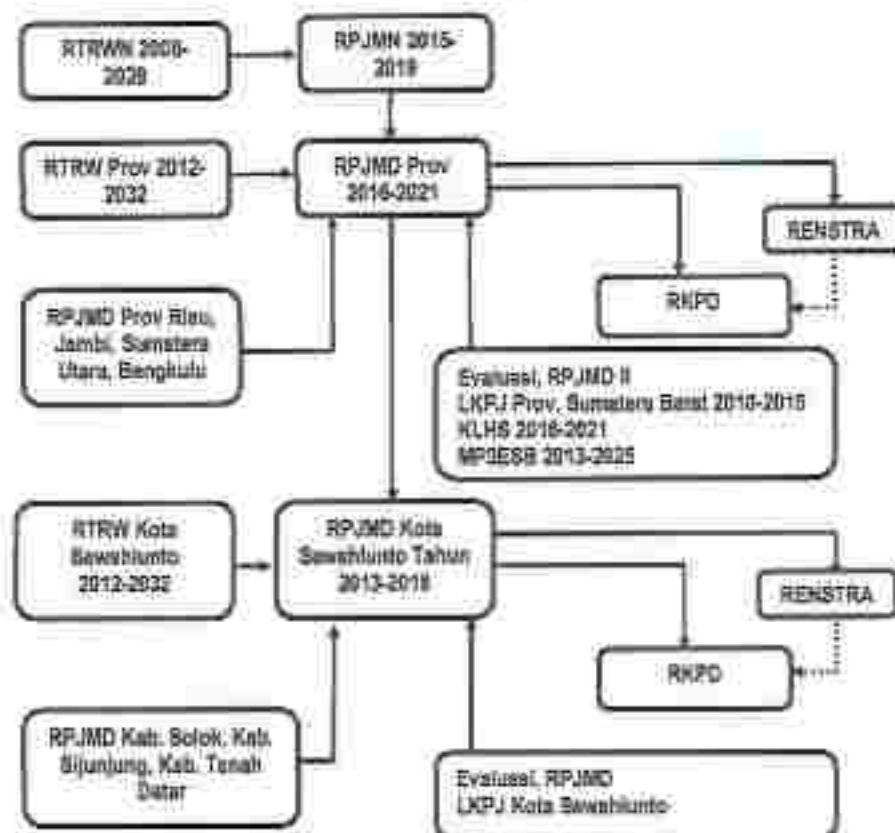 RTRWN 2008-
2028
RPJMN 2015-
2019
RTRW Prov 2012-
2032
RPJMD Prov
2016-2021
RENSTRA
RKPD
RPJMD Prov Riau,
Jambi, Sumatera
Utara, Bengkulu
Evaluasi, RPJMD II
LKPJ Prov. Sumatera Barat 2010-2015
KLHS 2016-2021
MP3ESB 2013-2025
RTRW Kota
Sawahlunto
2012-2032
RPJMD Kota
Sawahlunto Tahun
2013-2018
RENSTRA
RKPD
RPJMD Kab. Solok, Kab.
Sijunjung, Kab. Tanah
Datar
Evaluasi, RPJMD
LKPJ Kota Sawahlunto